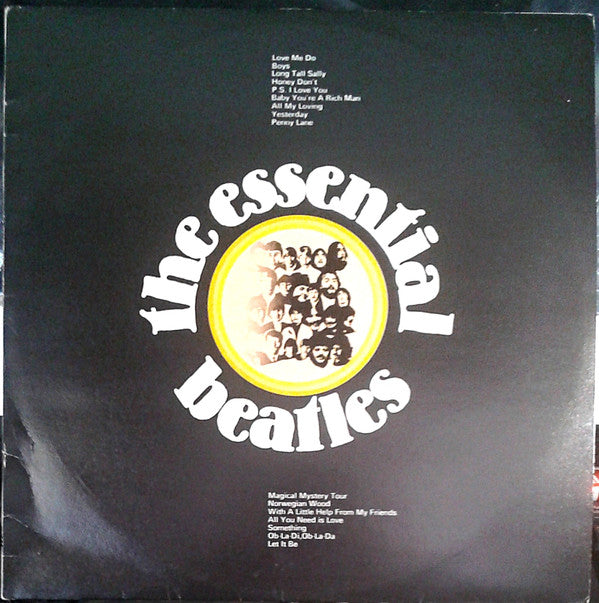 Love Me Do
Boys
Long Tall Sally
Honey Don't
P.S. I Love You
Baby You're A Rich Man
All My Loving
Yesterday
Penny Lane
the essential
beatles
Magical Mystery Tour
Norwegian Wood
With A Little Help From My Friends
All You Need is Love
Something
Ob-La-Di,Ob-La-Da
Let It Be